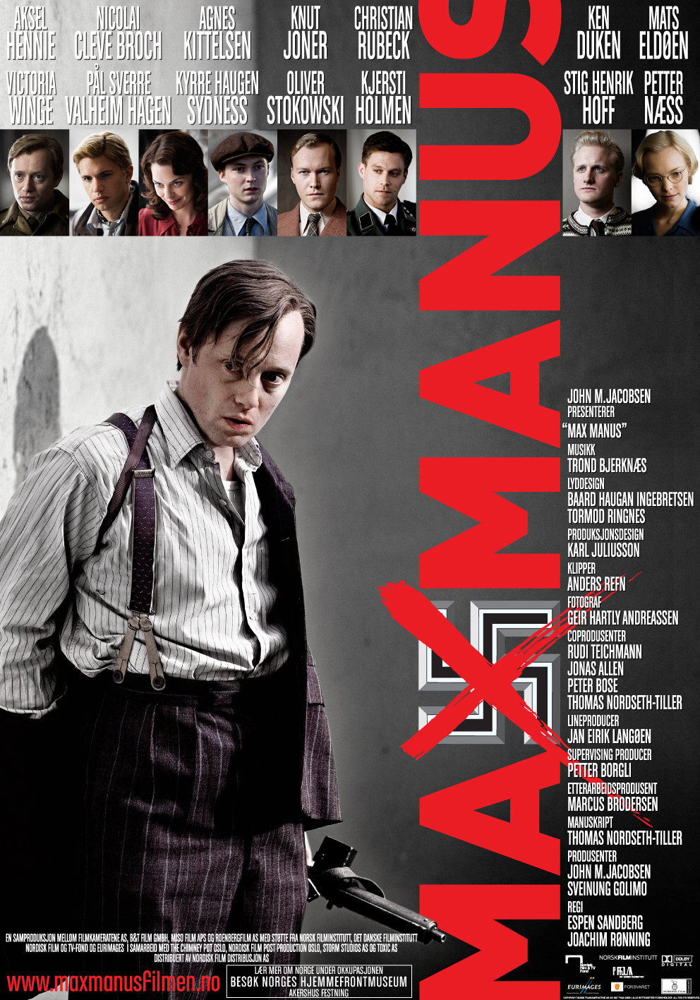 AKSEL
HENNIE
NICOLAI
CLEVE BROCH
AGNES
KITTELSEN
KNUT
JONER
CHRISTIAN
RUBECK
KEN
DUKEN
MATS
ELDØEN
VICTORIA
WINGE
PÅL SVERRE
VALHEIM HAGEN
KYRRE HAUGEN
SYDNESS
OLIVER
STOKOWSKI
KJERSTI
HOLMEN
STIG HENRIK
HOFF
PETTER
NÆSS
MAX MANUS
JOHN M.JACOBSEN
PRESENTERER
"MAX MANUS"
MUSIKK
TROND BJERKNÆS
LYDDESIGN
BAARD HAUGAN INGEBRETSEN
TORMOD RINGNES
PRODUKSJONSDESIGN
KARL JULIUSSON
KLIPPER
ANDERS REFN
FOTOGRAF
GEIR HARTLY ANDREASSEN
COPRODUSENTER
RUDI TEICHMANN
JONAS ALLEN
PETER BOSE
THOMAS NORDSETH-TILLER
LINEPRODUCER
JAN EIRIK LANGØEN
SUPERVISING PRODUCER
PETTER BORGLI
ETTERARBEIDSPRODUSENT
MARCUS BRODERSEN
MANUSKRIPT
THOMAS NORDSETH-TILLER
PRODUSENTER
JOHN M.JACOBSEN
SVEINUNG GOLIMO
REGI
ESPEN SANDBERG
JOACHIM RØNNING
EN SAMPRODUKSJON MELLOM FILMKAMERATENE AS, B&T FILM GMBH, MISO FILM APS OG ROENBERGFILM AS MED STØTTE FRA NORSK FILMINSTITUTT, DET DANSKE FILMINSTITUTT
NORDISK FILM OG TV-FOND OG EURIMAGES I SAMARBEID MED THE CHIMNEY POT OSLO, NORDISK FILM POST PRODUCTION OSLO, STORM STUDIOS AS OG TOXIC AS
DISTRIBUERT AV NORDISK FILM DISTRIBUSJON AS
www.maxmanusfilmen.no
LÆR MER OM NORGE UNDER OKKUPASJONEN
BESØK NORGES HJEMMEFRONTMUSEUM
AKERSHUS FESTNING
Nordisk
Film & TV
Fond
NORSKFILMINSTITUTT
DOLBY
DIGITAL
EURIMAGES
FORSVARET
NORDISK FILM